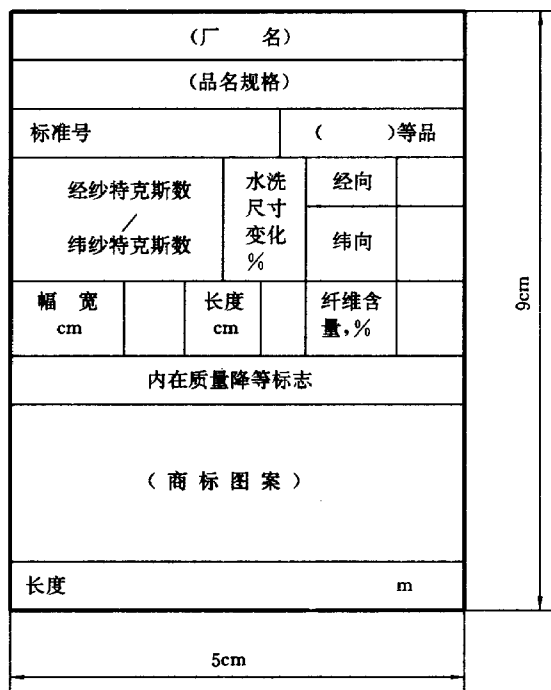 (厂　名)
(品名规格)
标准号
(　　)等品
经纱特克斯数
/
纬纱特克斯数
水洗
尺寸
变化
%
经向
纬向
幅 宽
cm
长度
cm
纤维含
量,%
内在质量降等标志
(商标图案)
长度 m
9cm
5cm